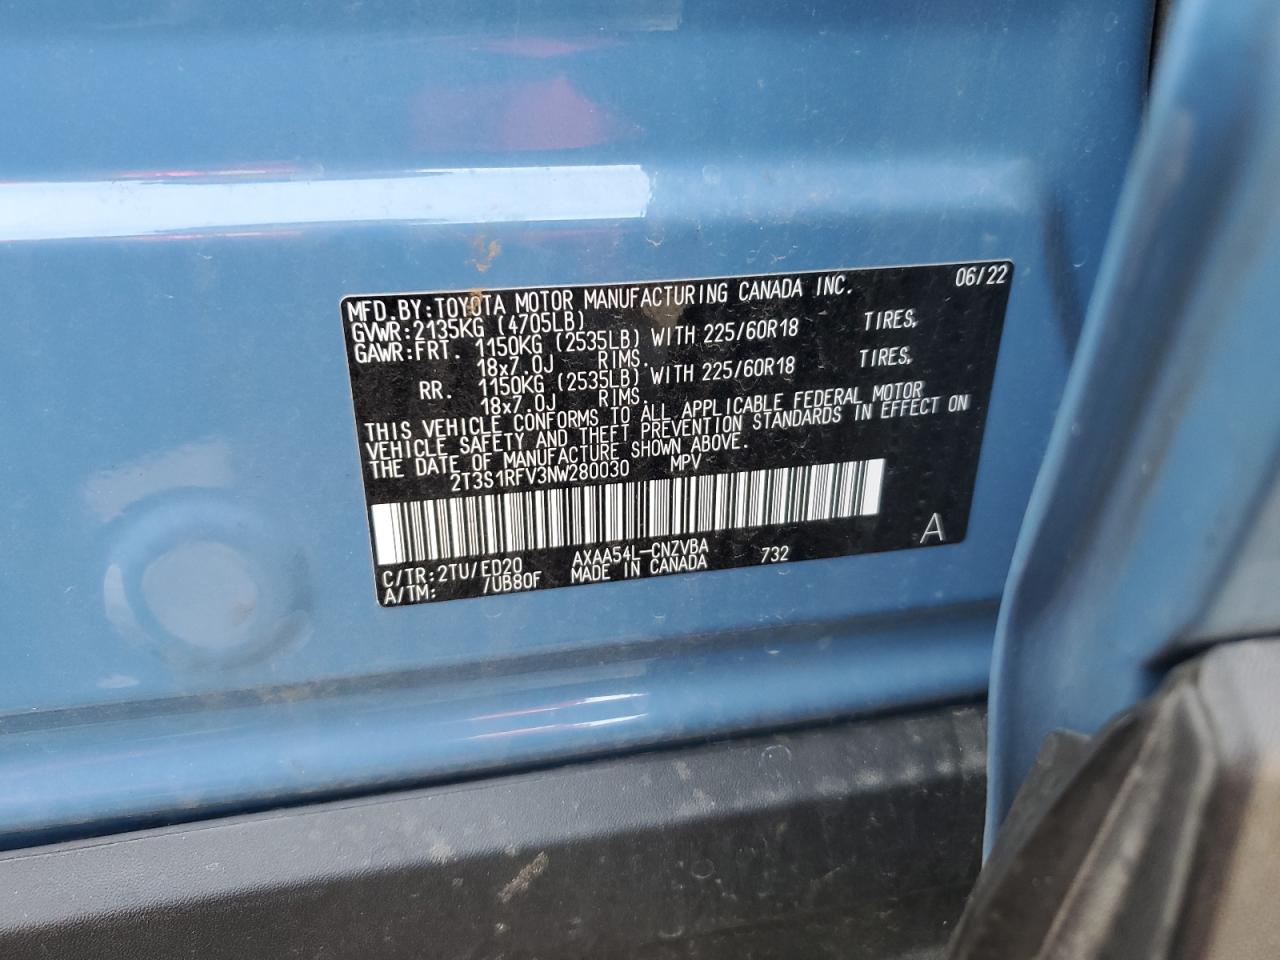 MFD.BY:TOYOTA MOTOR MANUFACTURING CANADA INC. 06/22
GVWR:2135KG (4705LB)
GAWR:FRT. 1150KG (2535LB) WITH 225/60R18 TIRES,
18x7.0J RIMS.
RR. 1150KG (2535LB) WITH 225/60R18 TIRES,
18x7.0J RIMS.
THIS VEHICLE CONFORMS TO ALL APPLICABLE FEDERAL MOTOR
VEHICLE SAFETY AND THEFT PREVENTION STANDARDS IN EFFECT ON
THE DATE OF MANUFACTURE SHOWN ABOVE.
2T3S1RFV3NW280030 MPV
A
C/TR:2TU/ED20 AXAA54L-CNZVBA 732
A/TM: /UB80F MADE IN CANADA